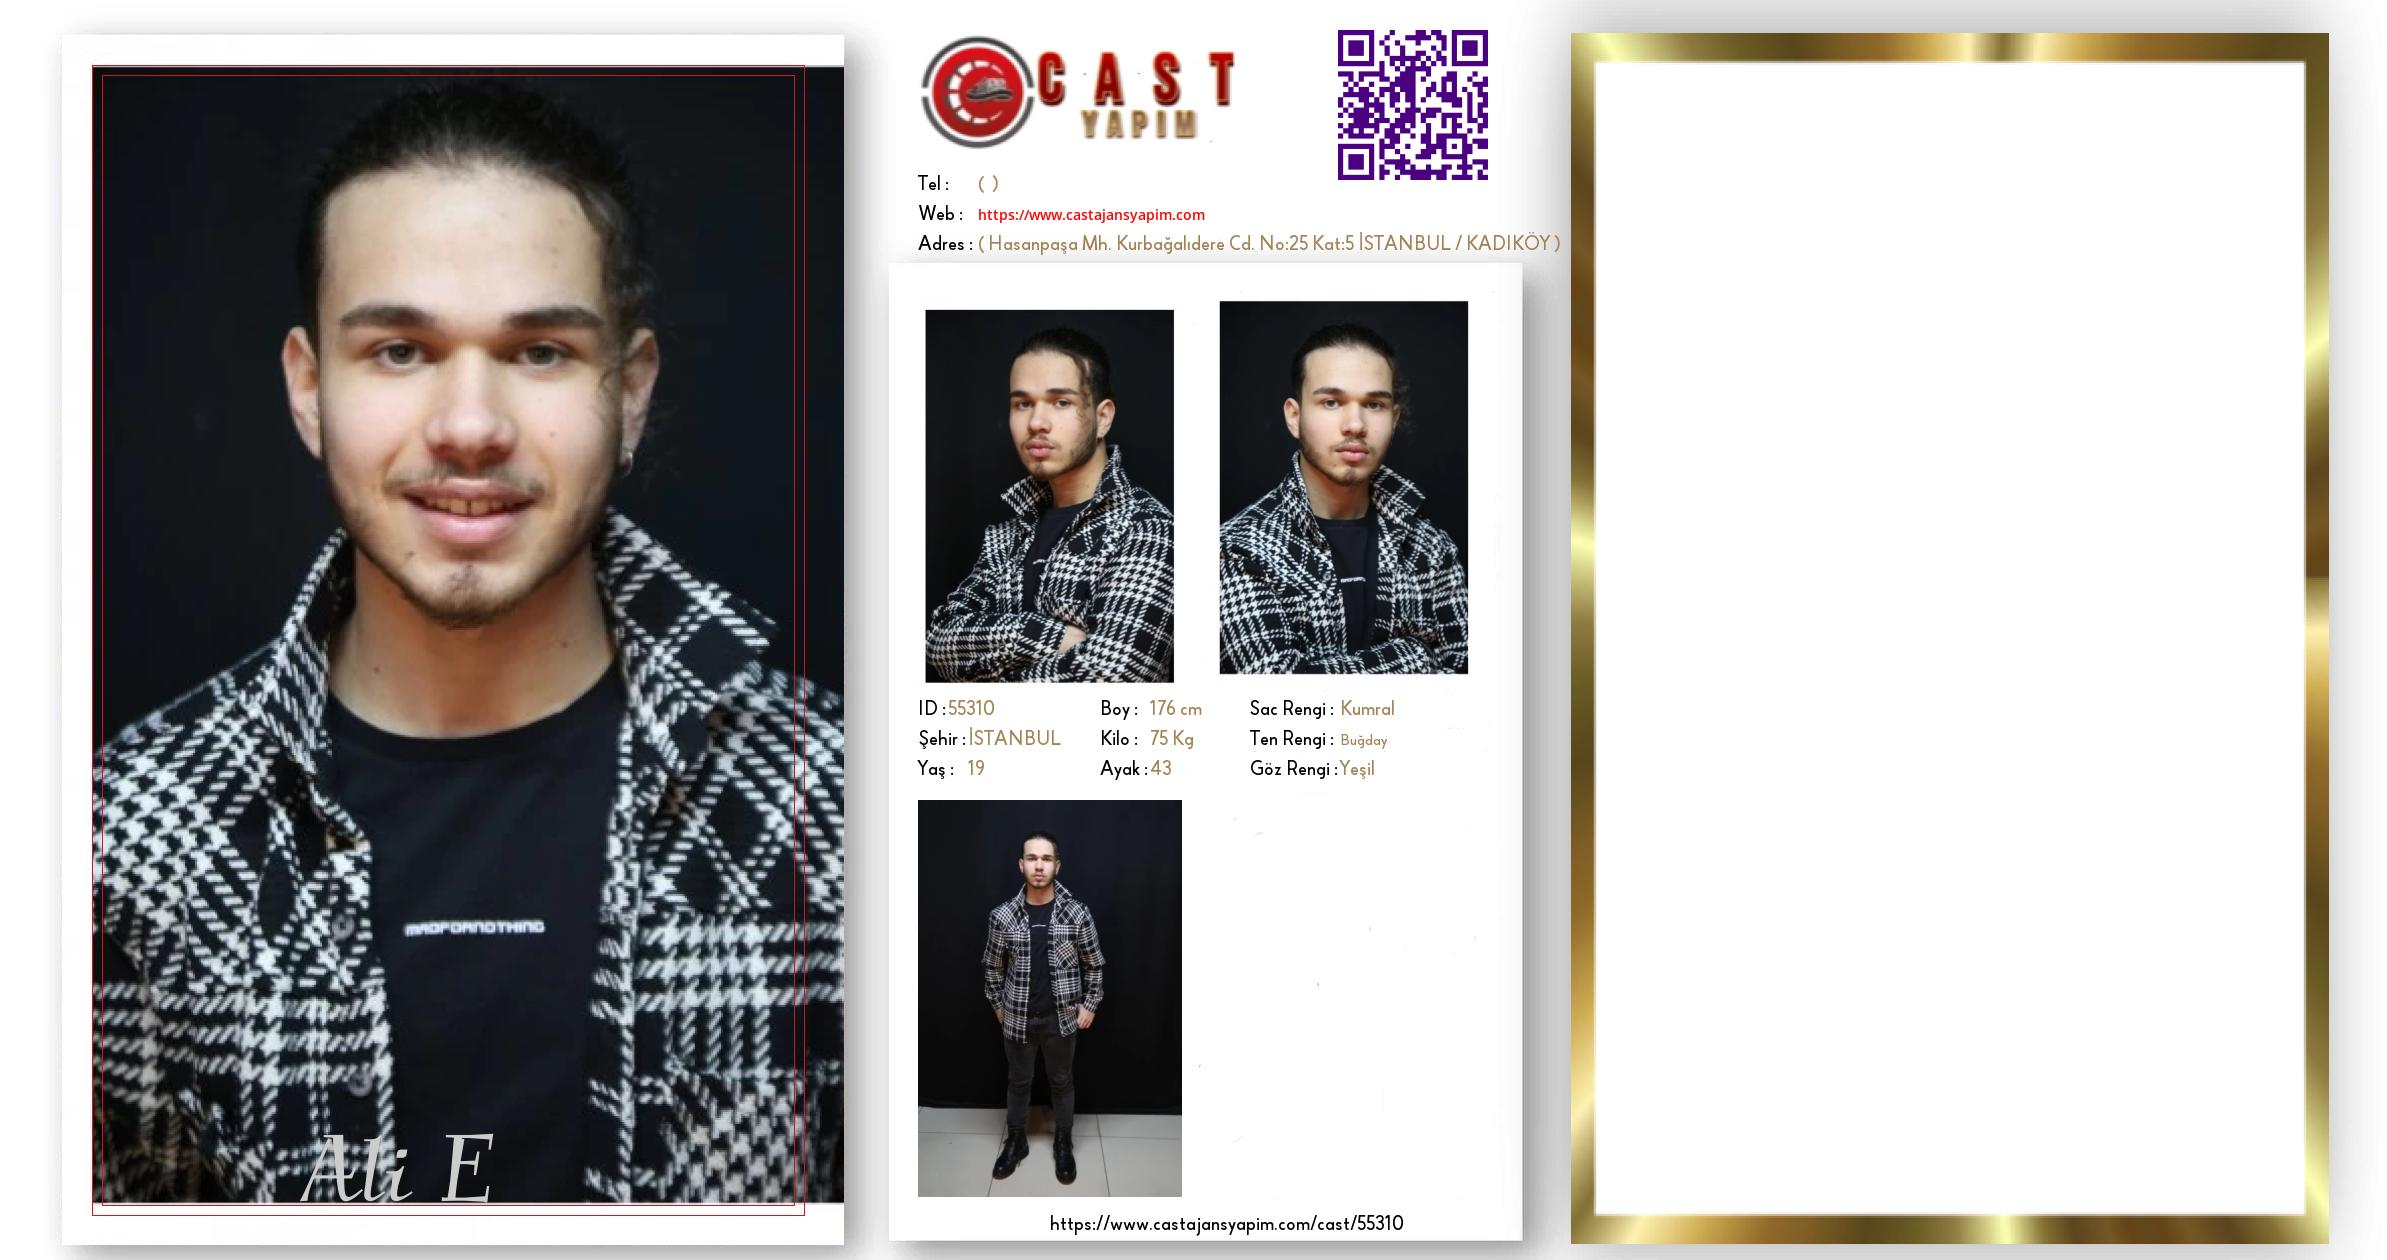 MADFORNOTHING
Ali E
CAST
YAPIM
Tel : ( )
Web : https://www.castajansyapim.com
Adres : ( Hasanpaşa Mh. Kurbağalıdere Cd. No:25 Kat:5 İSTANBUL / KADIKÖY )
ID : 55310 Boy : 176 cm Sac Rengi : Kumral
Şehir : İSTANBUL Kilo : 75 Kg Ten Rengi : Buğday
Yaş : 19 Ayak : 43 Göz Rengi : Yeşil
https://www.castajansyapim.com/cast/55310